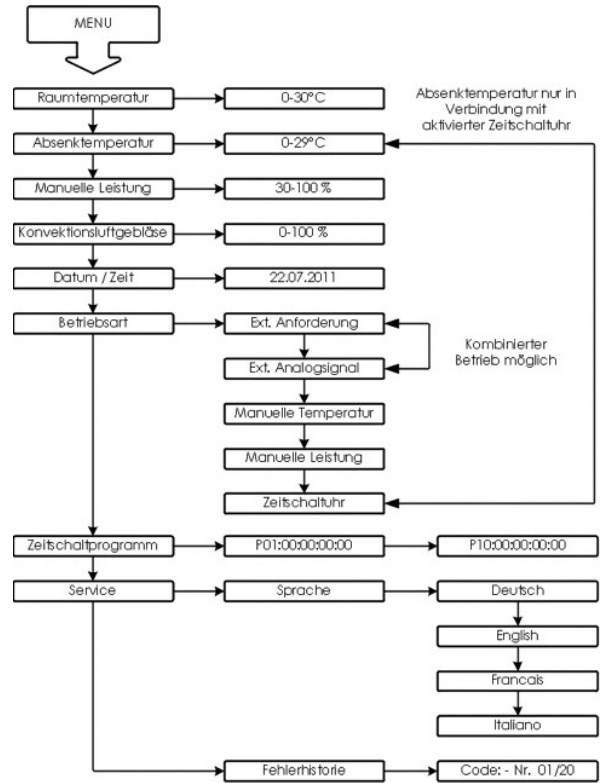 MENU
Raumtemperatur
0-30°C
Absenktemperatur nur in
Verbindung mit
aktivierter Zeitschaltuhr
Absenktemperatur
0-29°C
Manuelle Leistung
30-100 %
Konvektionsluftgebläse
0-100 %
Datum / Zeit
22.07.2011
Betriebsart
Ext. Anforderung
Kombinierter
Betrieb möglich
Ext. Analogsignal
Manuelle Temperatur
Manuelle Leistung
Zeitschaltuhr
Zeitschaltprogramm
P01:00:00:00:00
P10:00:00:00:00
Service
Sprache
Deutsch
English
Francais
Italiano
Fehlerhistorie
Code: - Nr. 01/20